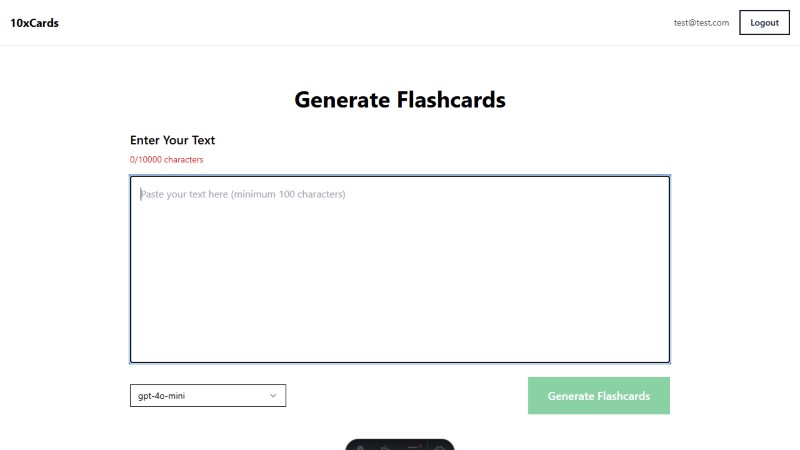 10xCards
test@test.com
Logout
Generate Flashcards
Enter Your Text
0/10000 characters
Paste your text here (minimum 100 characters)
gpt-4o-mini
Generate Flashcards